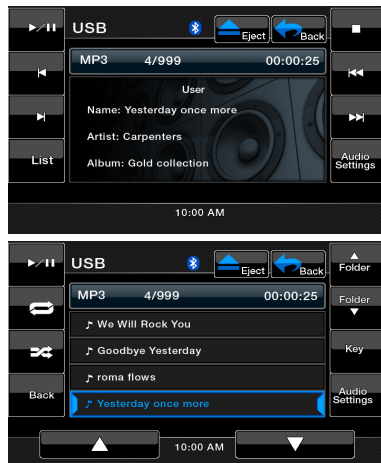 USB
Eject
Back
MP3 4/999 00:00:25
User
Name: Yesterday once more
Artist: Carpenters
Album: Gold collection
List
Audio
Settings
10:00 AM
USB
Eject
Back
Folder
MP3 4/999 00:00:25
Folder
We Will Rock You
Goodbye Yesterday
Key
roma flows
Back
Audio
Settings
Yesterday once more
10:00 AM